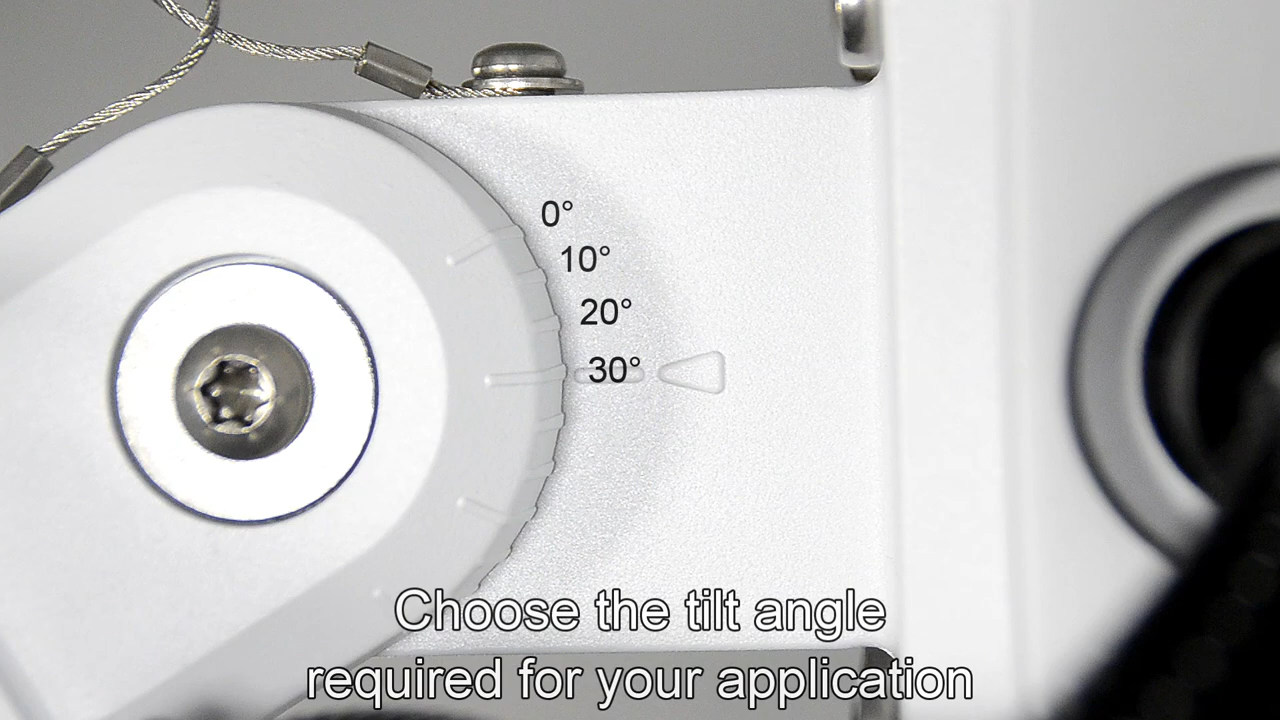 0°
10°
20°
30°
Choose the tilt angle
required for your application